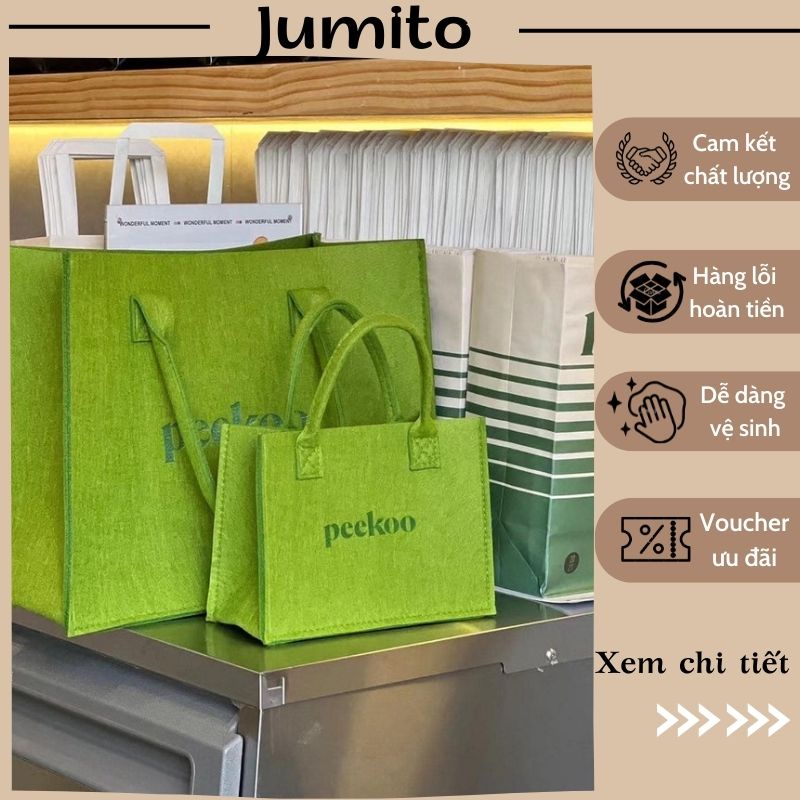 Jumito
Cam kết
chất lượng
WONDERFUL MOMENT WONDERFUL MOMENT WONDERFUL MOMENT
Hàng lỗi
hoàn tiền
Dễ dàng
vệ sinh
peekoo
peekoo
Voucher
ưu đãi
Xem chi tiết